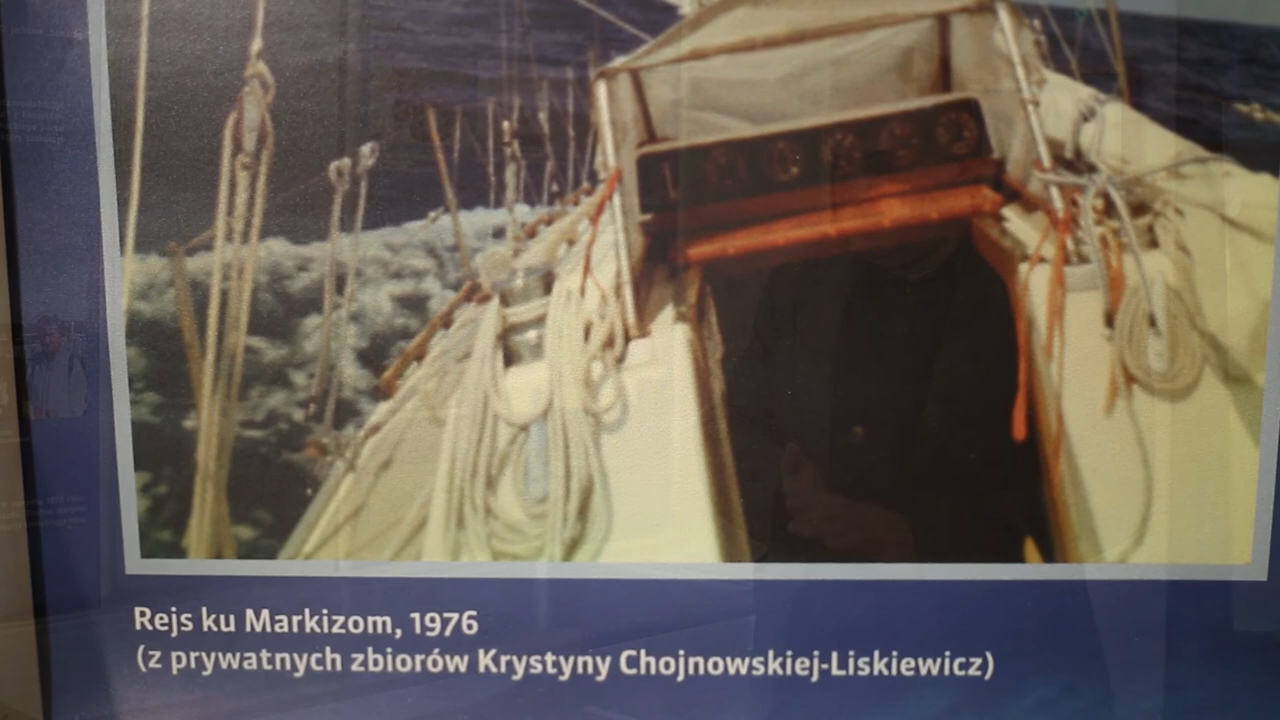 Rejs ku Markizom, 1976
(z prywatnych zbiorów Krystyny Chojnowskiej-Liskiewicz)